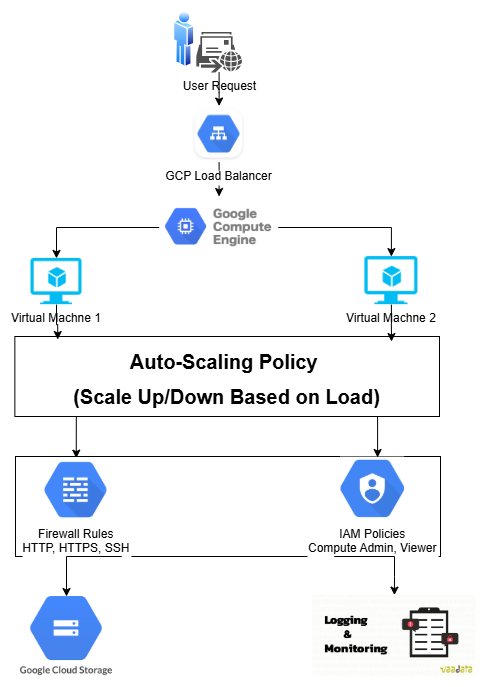 User Request
GCP Load Balancer
Google
Compute
Engine
Virtual Machne 1
Virtual Machne 2
Auto-Scaling Policy
(Scale Up/Down Based on Load)
Firewall Rules
HTTP, HTTPS, SSH
IAM Policies
Compute Admin, Viewer
Google Cloud Storage
Logging
&
Monitoring
vaadata